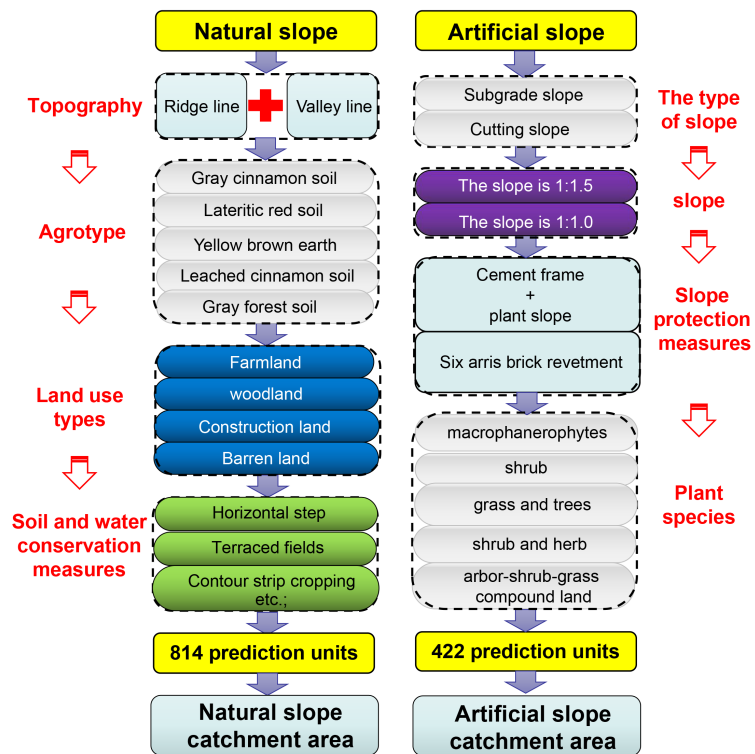 Natural slope
Artificial slope
Topography
Ridge line
Valley line
Agrotype
Gray cinnamon soil
Lateritic red soil
Yellow brown earth
Leached cinnamon soil
Gray forest soil
Land use
types
Farmland
woodland
Construction land
Barren land
Soil and water
conservation
measures
Horizontal step
Terraced fields
Contour strip cropping
etc.;
814 prediction units
Natural slope
catchment area
Subgrade slope
Cutting slope
The type
of slope
The slope is 1:1.5
The slope is 1:1.0
slope
Cement frame
+
plant slope
Six arris brick revetment
Slope
protection
measures
macrophanerophytes
shrub
grass and trees
shrub and herb
arbor-shrub-grass
compound land
Plant
species
422 prediction units
Artificial slope
catchment area